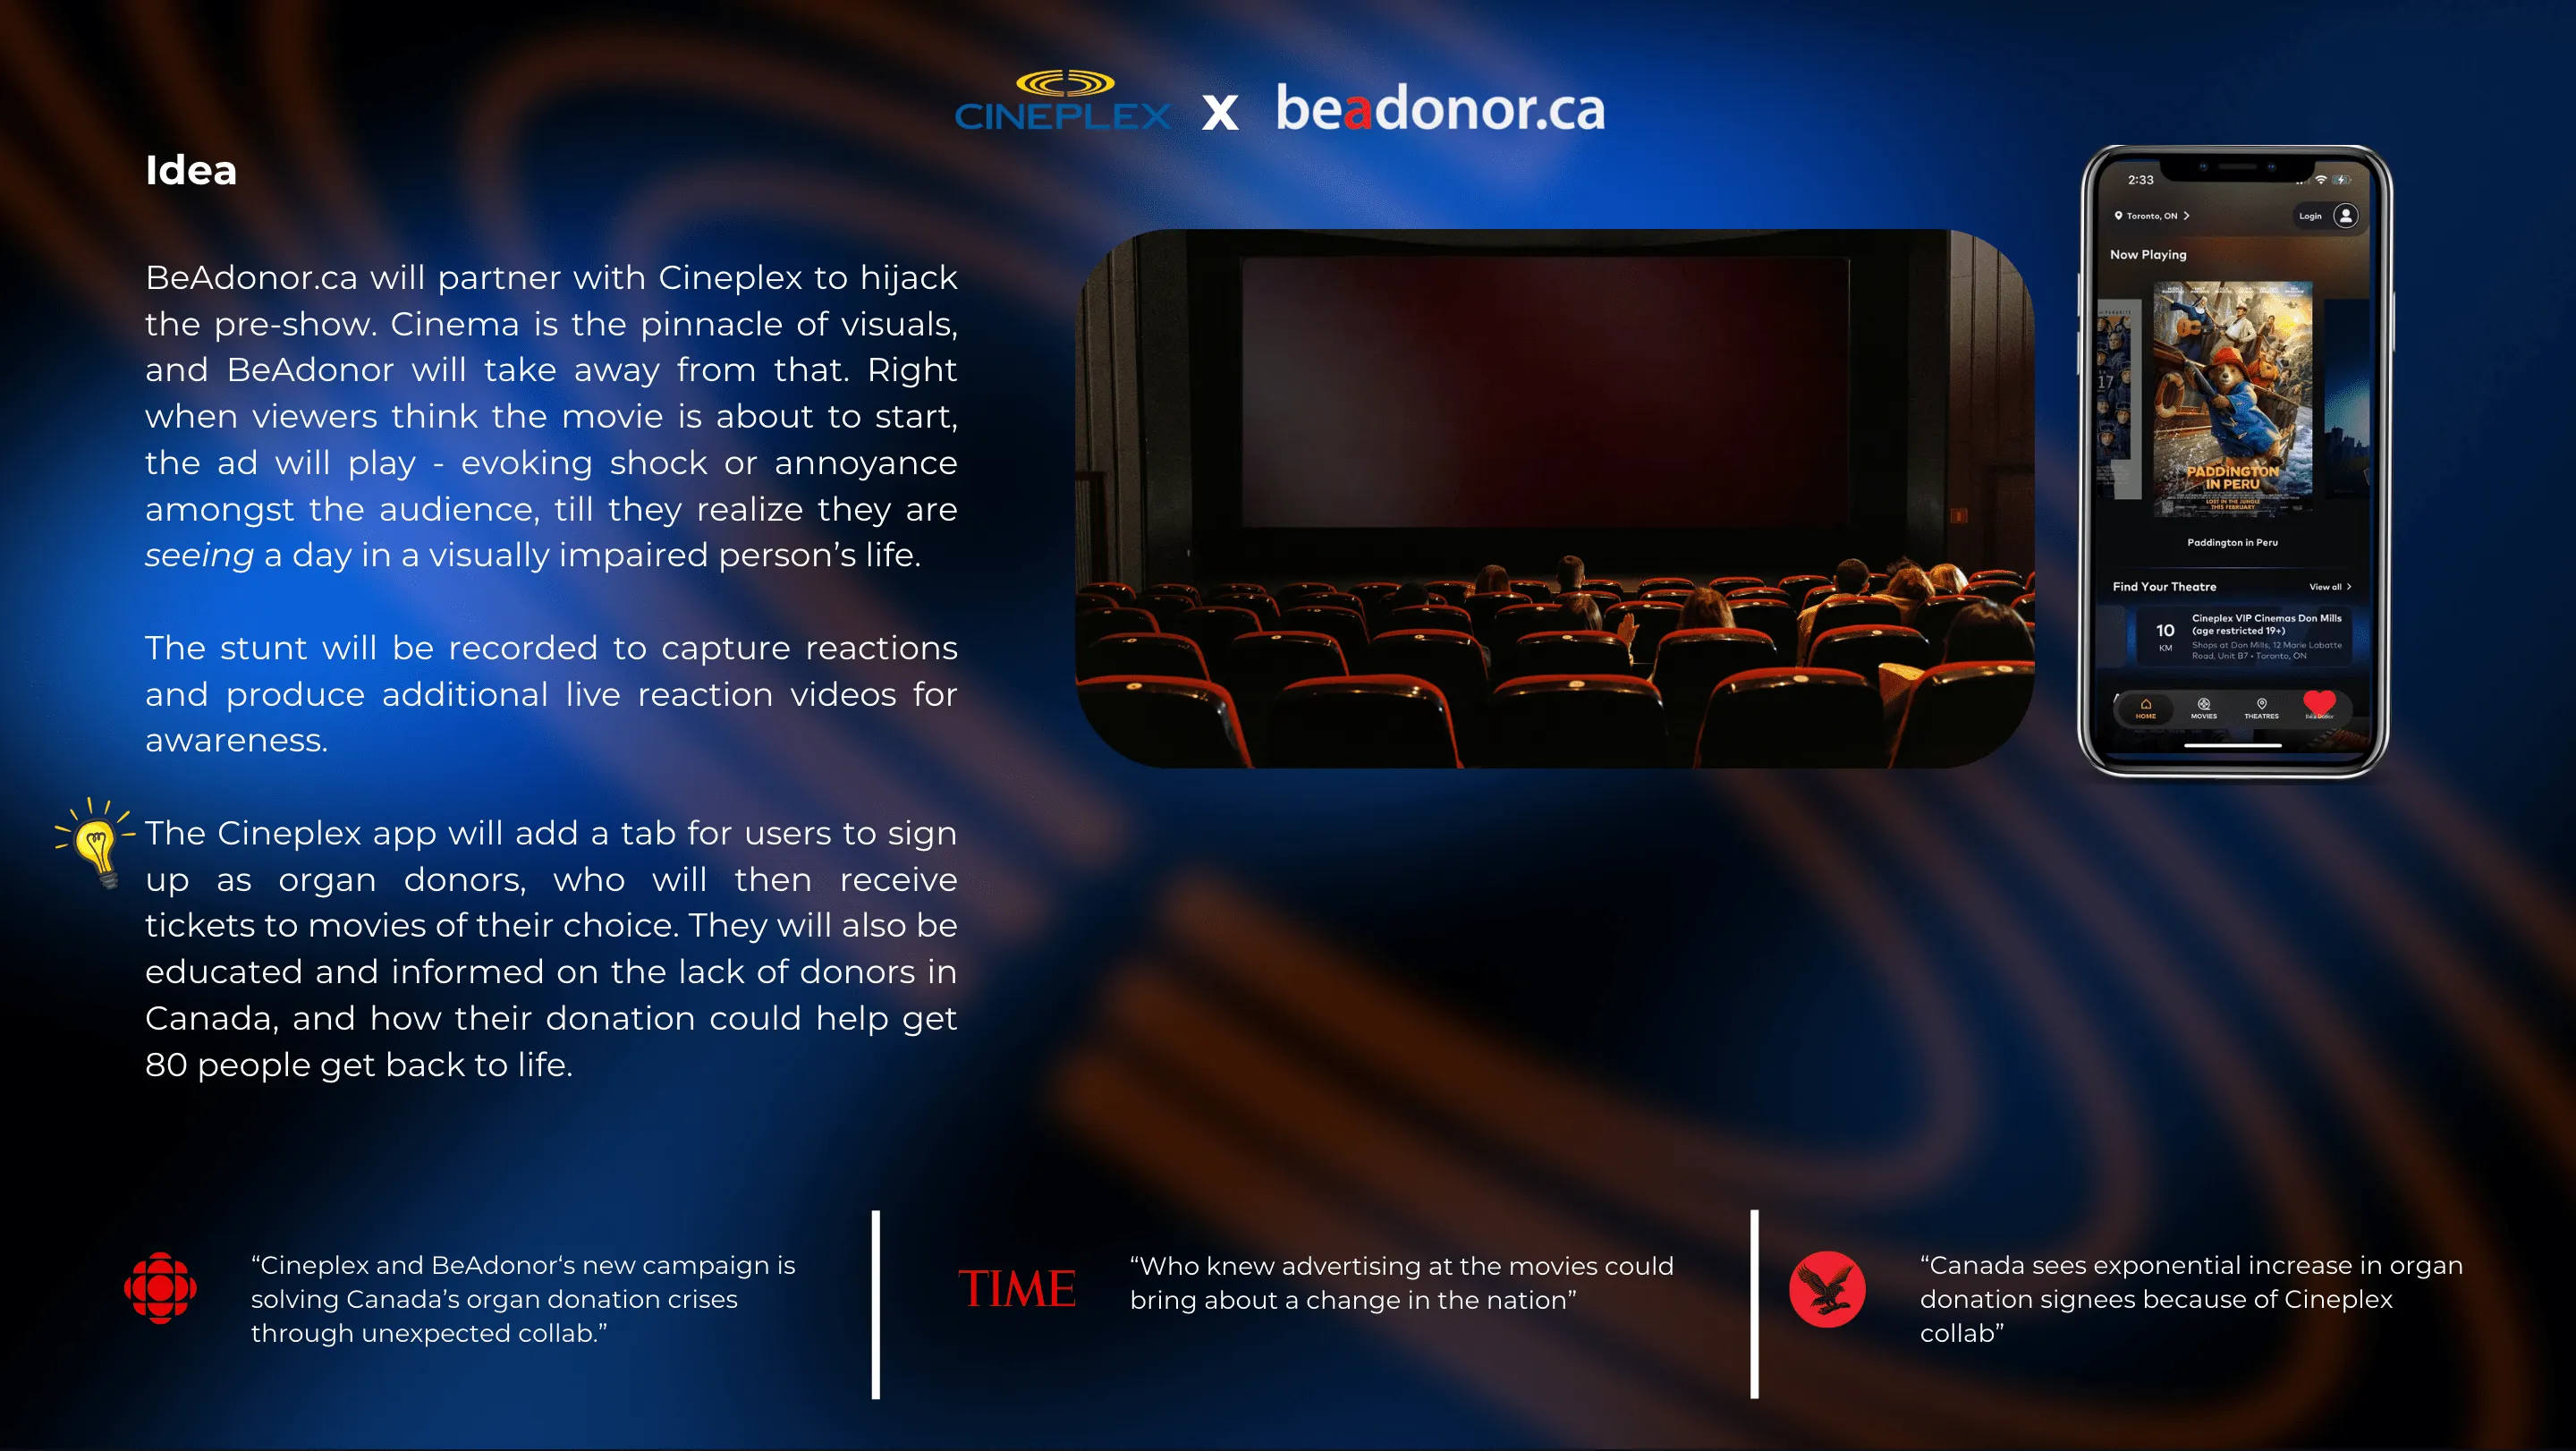 CINEPLEX X beadonor.ca
Idea
BeAdonor.ca will partner with Cineplex to hijack
the pre-show. Cinema is the pinnacle of visuals,
and BeAdonor will take away from that. Right
when viewers think the movie is about to start,
the ad will play - evoking shock or annoyance
amongst the audience, till they realize they are
seeing a day in a visually impaired person’s life.
The stunt will be recorded to capture reactions
and produce additional live reaction videos for
awareness.
The Cineplex app will add a tab for users to sign
up as organ donors, who will then receive
tickets to movies of their choice. They will also be
educated and informed on the lack of donors in
Canada, and how their donation could help get
80 people get back to life.
2:33
Toronto, ON
Login
Now Playing
17
PADDINGTON
IN PERU
LOST IN THE JUNGLE
THIS FEBRUARY
Paddington in Peru
Find Your Theatre
View all
10
KM
Cineplex VIP Cinemas Don Mills
(age restricted 19+)
Shops at Don Mills, 12 Marie Labatte
Road, Unit B7 • Toronto, ON
HOME
MOVIES
THEATRES
Be a Donor
“Cineplex and BeAdonor‘s new campaign is
solving Canada’s organ donation crises
through unexpected collab.”
TIME
“Who knew advertising at the movies could
bring about a change in the nation”
“Canada sees exponential increase in organ
donation signees because of Cineplex
collab”